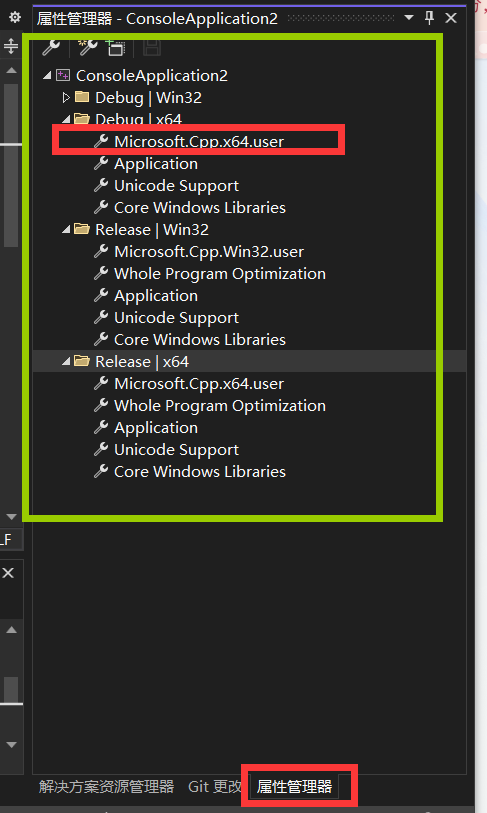 属性管理器 - ConsoleApplication2
ConsoleApplication2
Debug | Win32
Debug | x64
Microsoft.Cpp.x64.user
Application
Unicode Support
Core Windows Libraries
Release | Win32
Microsoft.Cpp.Win32.user
Whole Program Optimization
Application
Unicode Support
Core Windows Libraries
Release | x64
Microsoft.Cpp.x64.user
Whole Program Optimization
Application
Unicode Support
Core Windows Libraries
LF
解决方案资源管理器 Git 更改 属性管理器